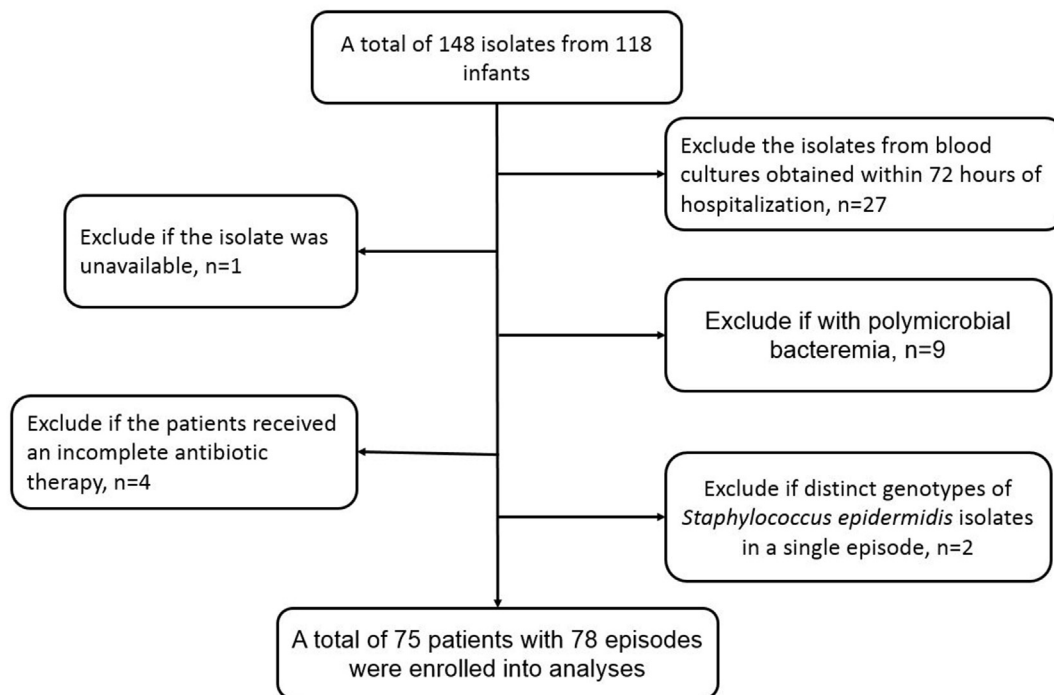 A total of 148 isolates from 118
infants
Exclude the isolates from blood
cultures obtained within 72 hours of
hospitalization, n=27
Exclude if the isolate was
unavailable, n=1
Exclude if with polymicrobial
bacteremia, n=9
Exclude if the patients received
an incomplete antibiotic
therapy, n=4
Exclude if distinct genotypes of
Staphylococcus epidermidis isolates
in a single episode, n=2
A total of 75 patients with 78 episodes
were enrolled into analyses